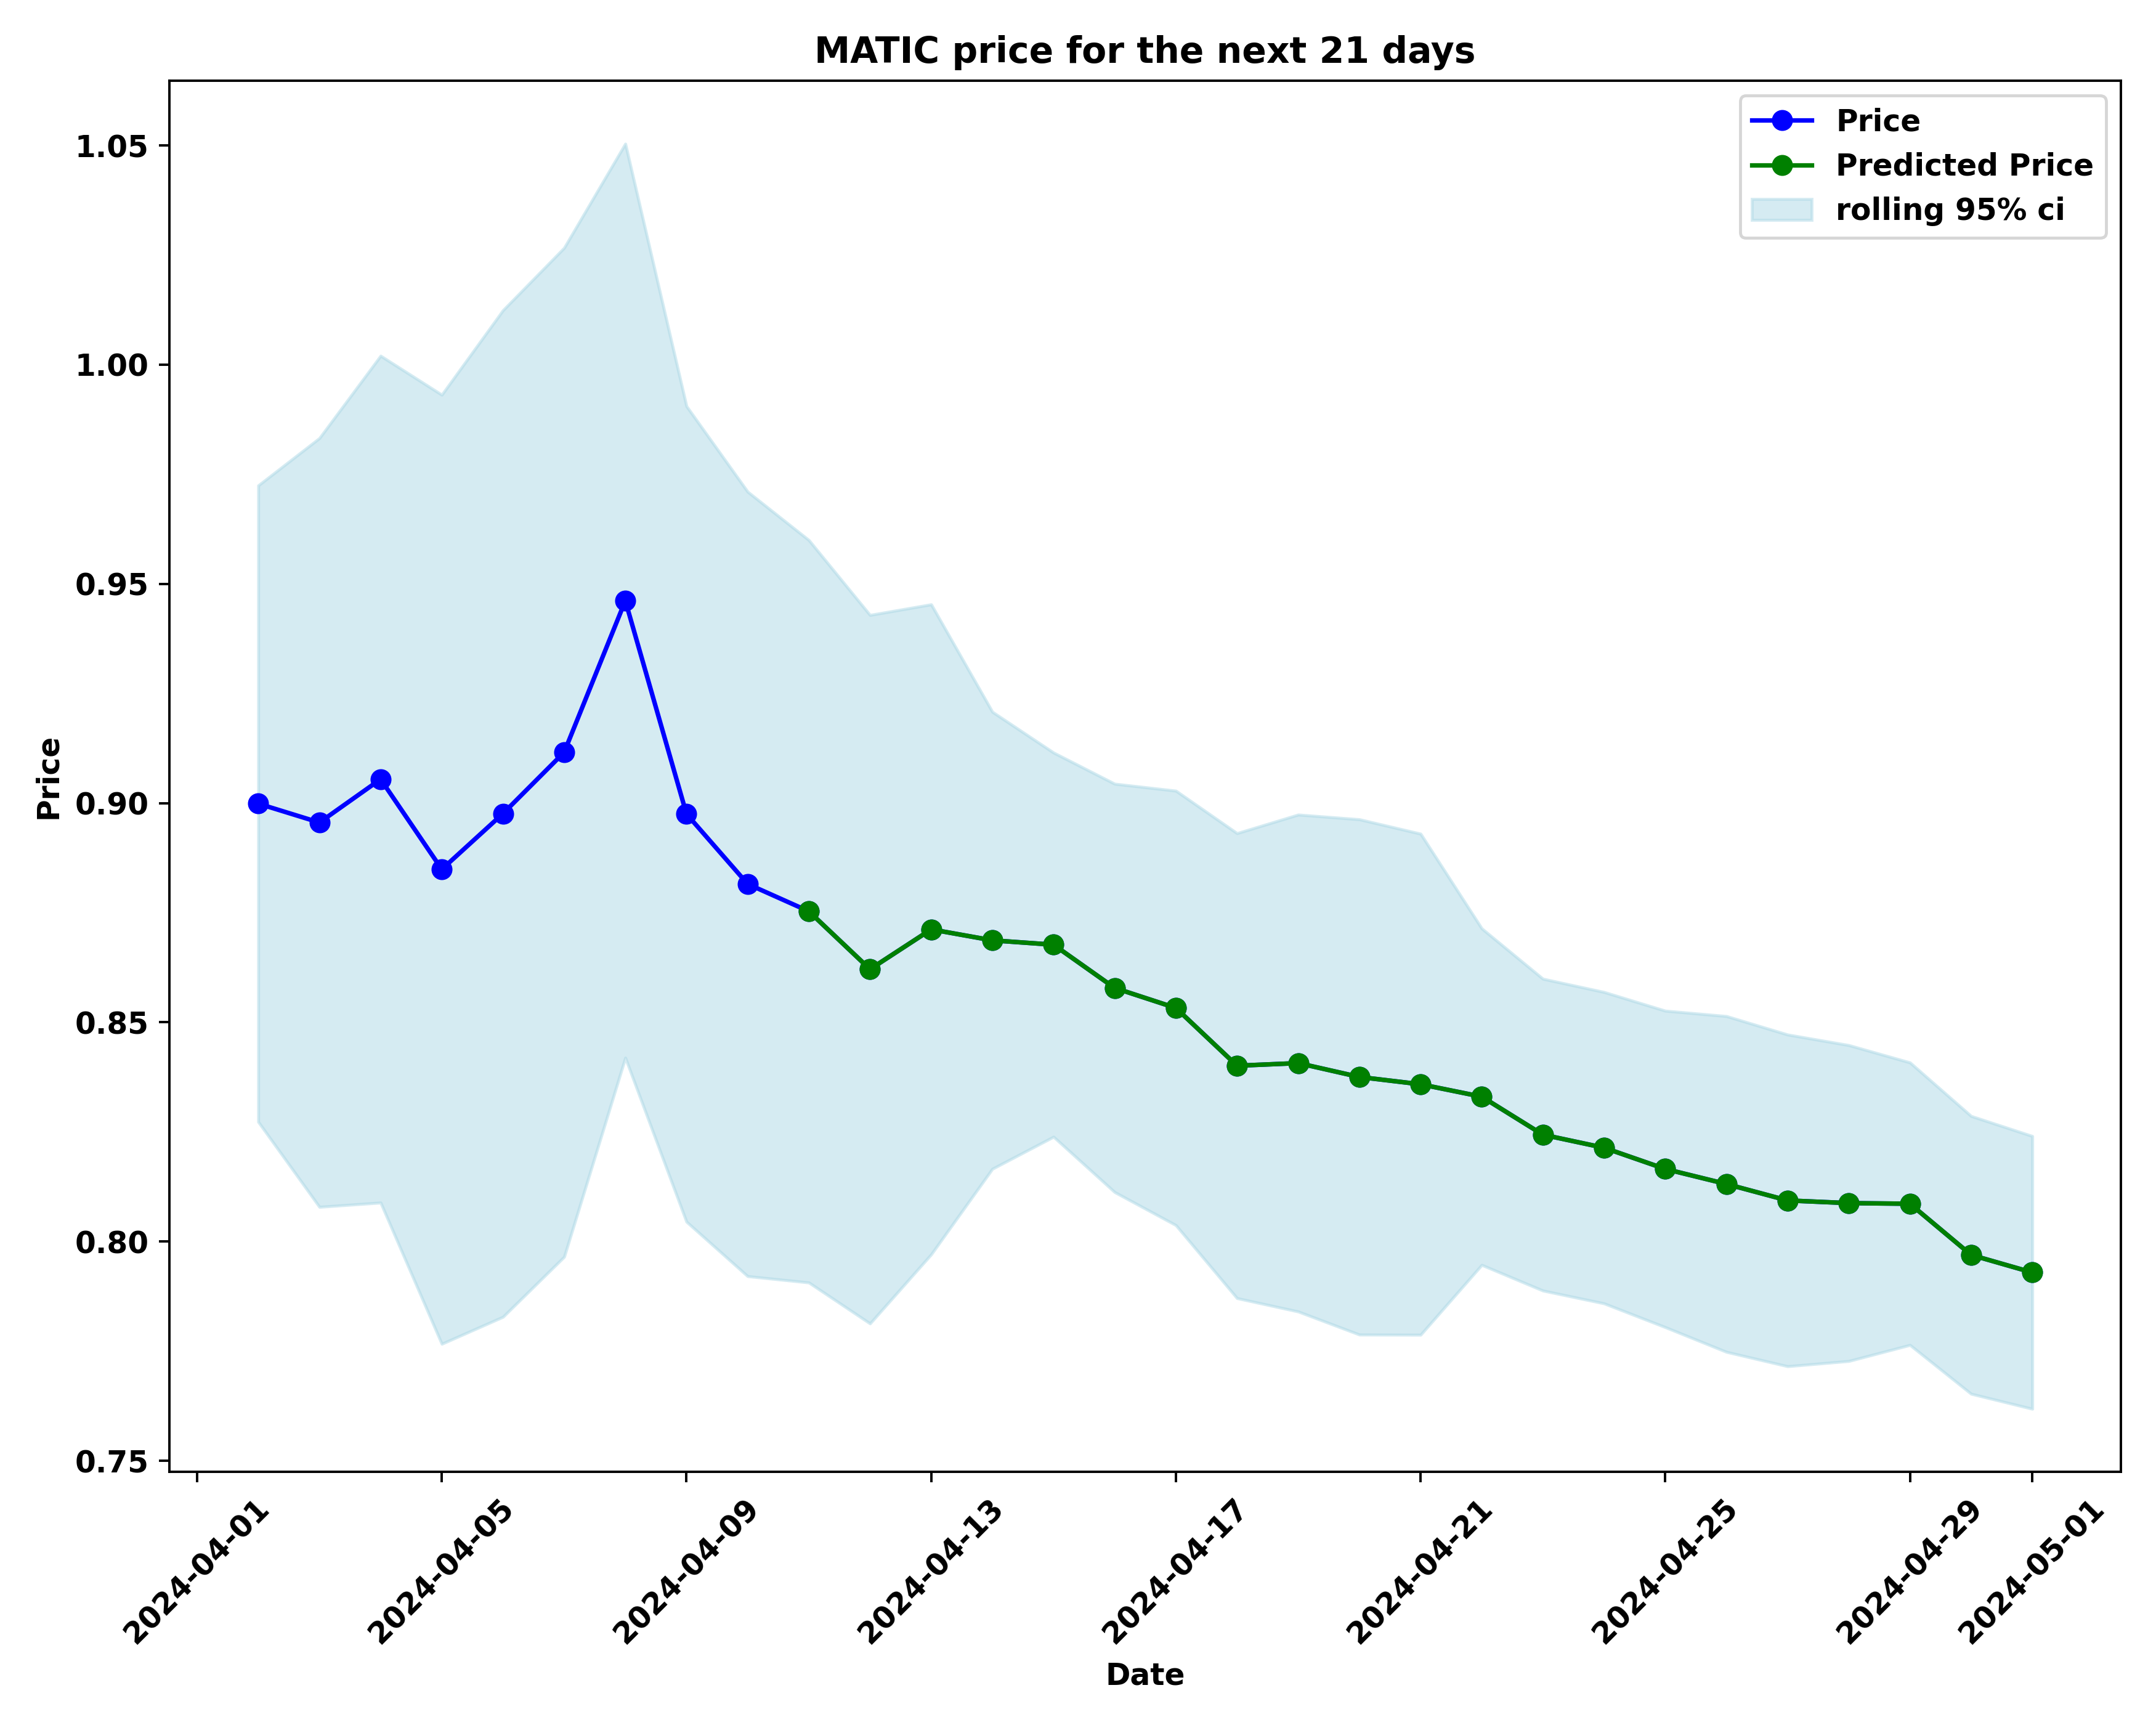 MATIC price for the next 21 days
Price
Predicted Price
rolling 95% ci
1.05
1.00
0.95
0.90
0.85
0.80
0.75
Price
2024-04-01
2024-04-05
2024-04-09
2024-04-13
2024-04-17
2024-04-21
2024-04-25
2024-04-29
2024-05-01
Date